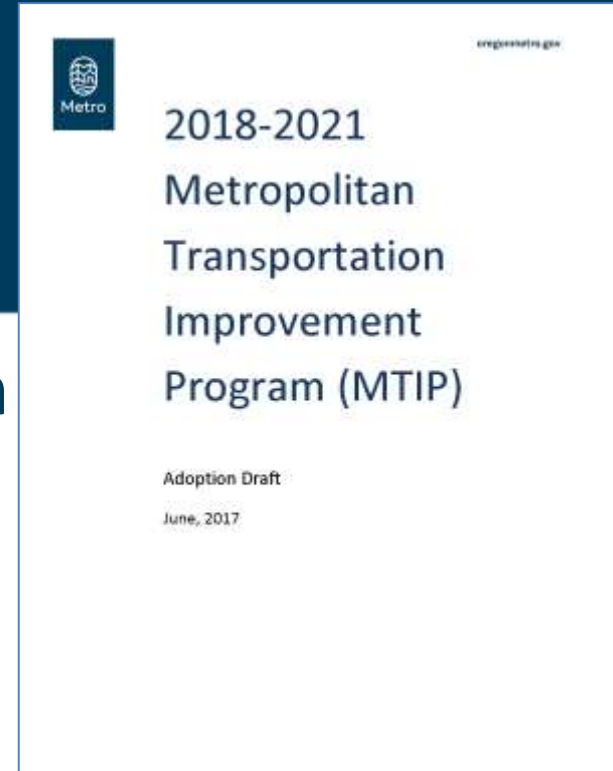 oregonmetro.gov
Metro
2018-2021
Metropolitan
Transportation
Improvement
Program (MTIP)
Adoption Draft
June, 2017